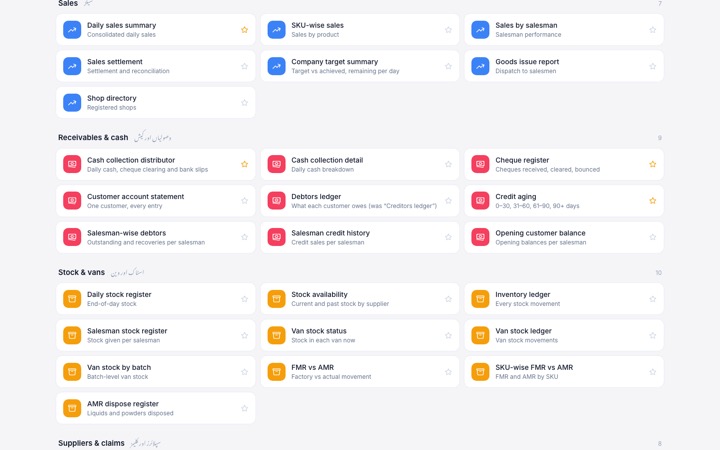 Sales سیلز 7
Daily sales summary
Consolidated daily sales
SKU-wise sales
Sales by product
Sales by salesman
Salesman performance
Sales settlement
Settlement and reconciliation
Company target summary
Target vs achieved, remaining per day
Goods issue report
Dispatch to salesmen
Shop directory
Registered shops
Receivables & cash وصولیاں اور کیش 9
Cash collection distributor
Daily cash, cheque clearing and bank slips
Cash collection detail
Daily cash breakdown
Cheque register
Cheques received, cleared, bounced
Customer account statement
One customer, every entry
Debtors ledger
What each customer owes (was "Creditors ledger")
Credit aging
0–30, 31–60, 61–90, 90+ days
Salesman-wise debtors
Outstanding and recoveries per salesman
Salesman credit history
Credit sales per salesman
Opening customer balance
Opening balances per salesman
Stock & vans اسٹاک اور وین 10
Daily stock register
End-of-day stock
Stock availability
Current and past stock by supplier
Inventory ledger
Every stock movement
Salesman stock register
Stock given per salesman
Van stock status
Stock in each van now
Van stock ledger
Van stock movements
Van stock by batch
Batch-level van stock
FMR vs AMR
Factory vs actual movement
SKU-wise FMR vs AMR
FMR and AMR by SKU
AMR dispose register
Liquids and powders disposed
Suppliers & claims سپلائرز اور کلیمز 8